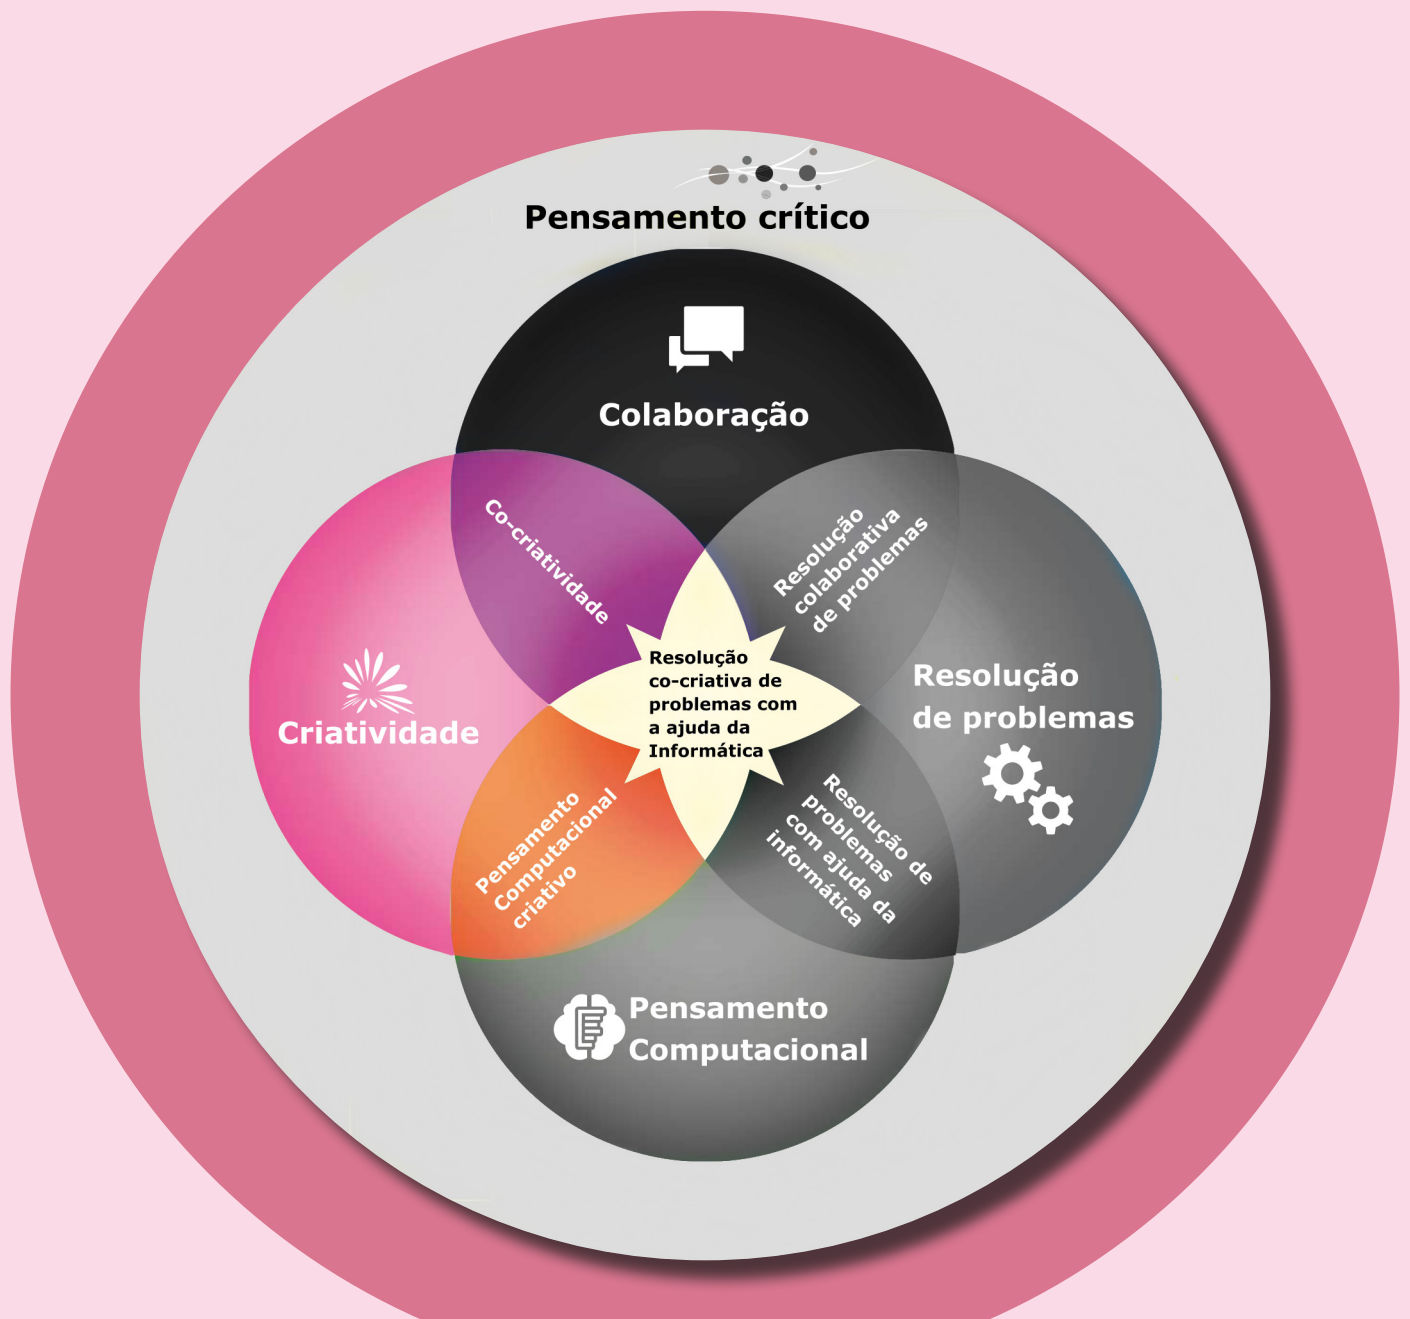 Pensamento crítico
Colaboração
Co-criatividade
Resolução
colaborativa
de problemas
Criatividade
Resolução
co-criativa de
problemas com
a ajuda da
Informática
Resolução
de problemas
Pensamento
Computacional
criativo
Resolução de
problemas
com ajuda da
informática
Pensamento
Computacional